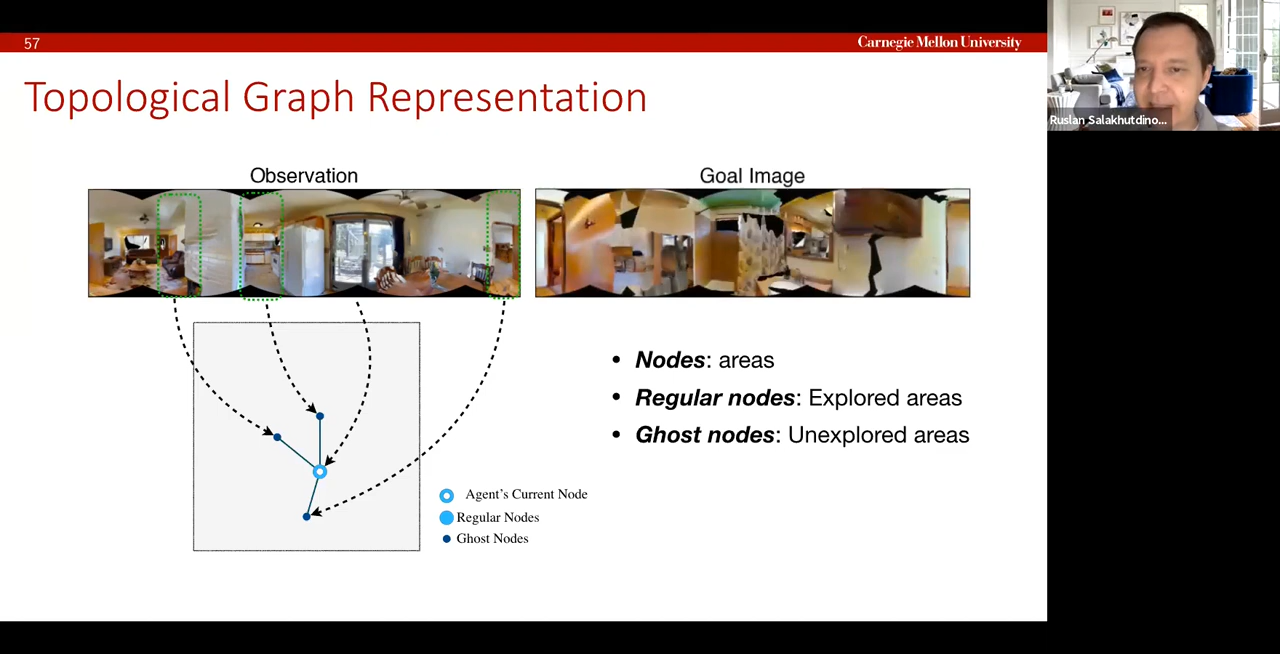 57
Carnegie Mellon University
Ruslan Salakhutdino...
Topological Graph Representation
Observation
Goal Image
• Nodes: areas
• Regular nodes: Explored areas
• Ghost nodes: Unexplored areas
Agent's Current Node
Regular Nodes
Ghost Nodes